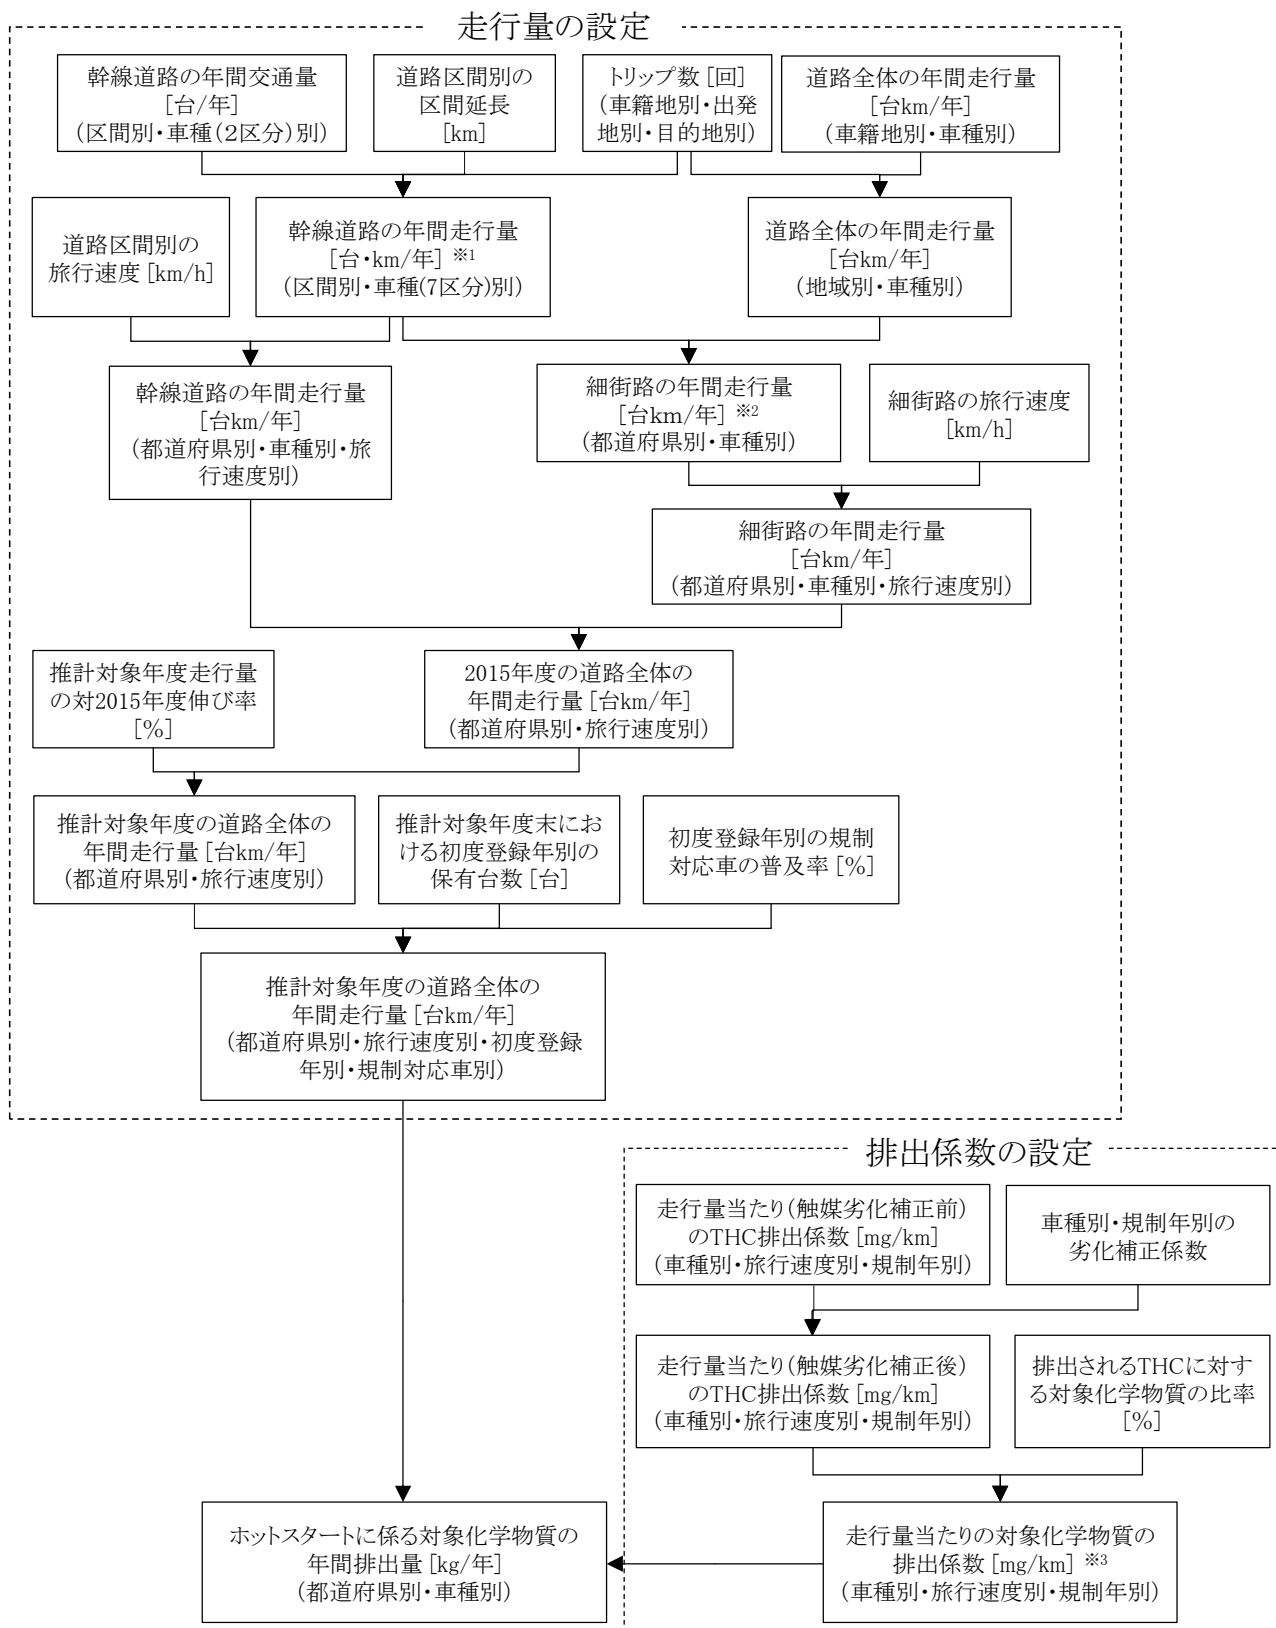 走行量の設定
幹線道路の年間交通量
[台/年]
(区間別・車種(2区分)別)
道路区間別の
区間延長
[km]
トリップ数[回]
(車籍地別・出発
地別・目的地別)
道路全体の年間走行量
[台km/年]
(車籍地別・車種別)
道路区間別の
旅行速度[km/h]
幹線道路の年間走行量
[台・km/年] ※1
(区間別・車種(7区分)別)
道路全体の年間走行量
[台km/年]
(地域別・車種別)
幹線道路の年間走行量
[台km/年]
(都道府県別・車種別・旅
行速度別)
細街路の年間走行量
[台km/年] ※2
(都道府県別・車種別)
細街路の旅行速度
[km/h]
細街路の年間走行量
[台km/年]
(都道府県別・車種別・旅行速度別)
推計対象年度走行量
の対2015年度伸び率
[%]
2015年度の道路全体の
年間走行量[台km/年]
(都道府県別・旅行速度別)
推計対象年度の道路全体の
年間走行量[台km/年]
(都道府県別・旅行速度別)
推計対象年度末にお
ける初度登録年別の
保有台数[台]
初度登録年別の規制
対応車の普及率[%]
推計対象年度の道路全体の
年間走行量[台km/年]
(都道府県別・旅行速度別・初度登録
年別・規制対応車別)
排出係数の設定
走行量当たり(触媒劣化補正前)
のTHC排出係数[mg/km]
(車種別・旅行速度別・規制年別)
車種別・規制年別の
劣化補正係数
走行量当たり(触媒劣化補正後)
のTHC排出係数[mg/km]
(車種別・旅行速度別・規制年別)
排出されるTHCに対す
る対象化学物質の比率
[%]
ホットスタートに係る対象化学物質の
年間排出量[kg/年]
(都道府県別・車種別)
走行量当たりの対象化学物質の
排出係数[mg/km] ※3
(車種別・旅行速度別・規制年別)